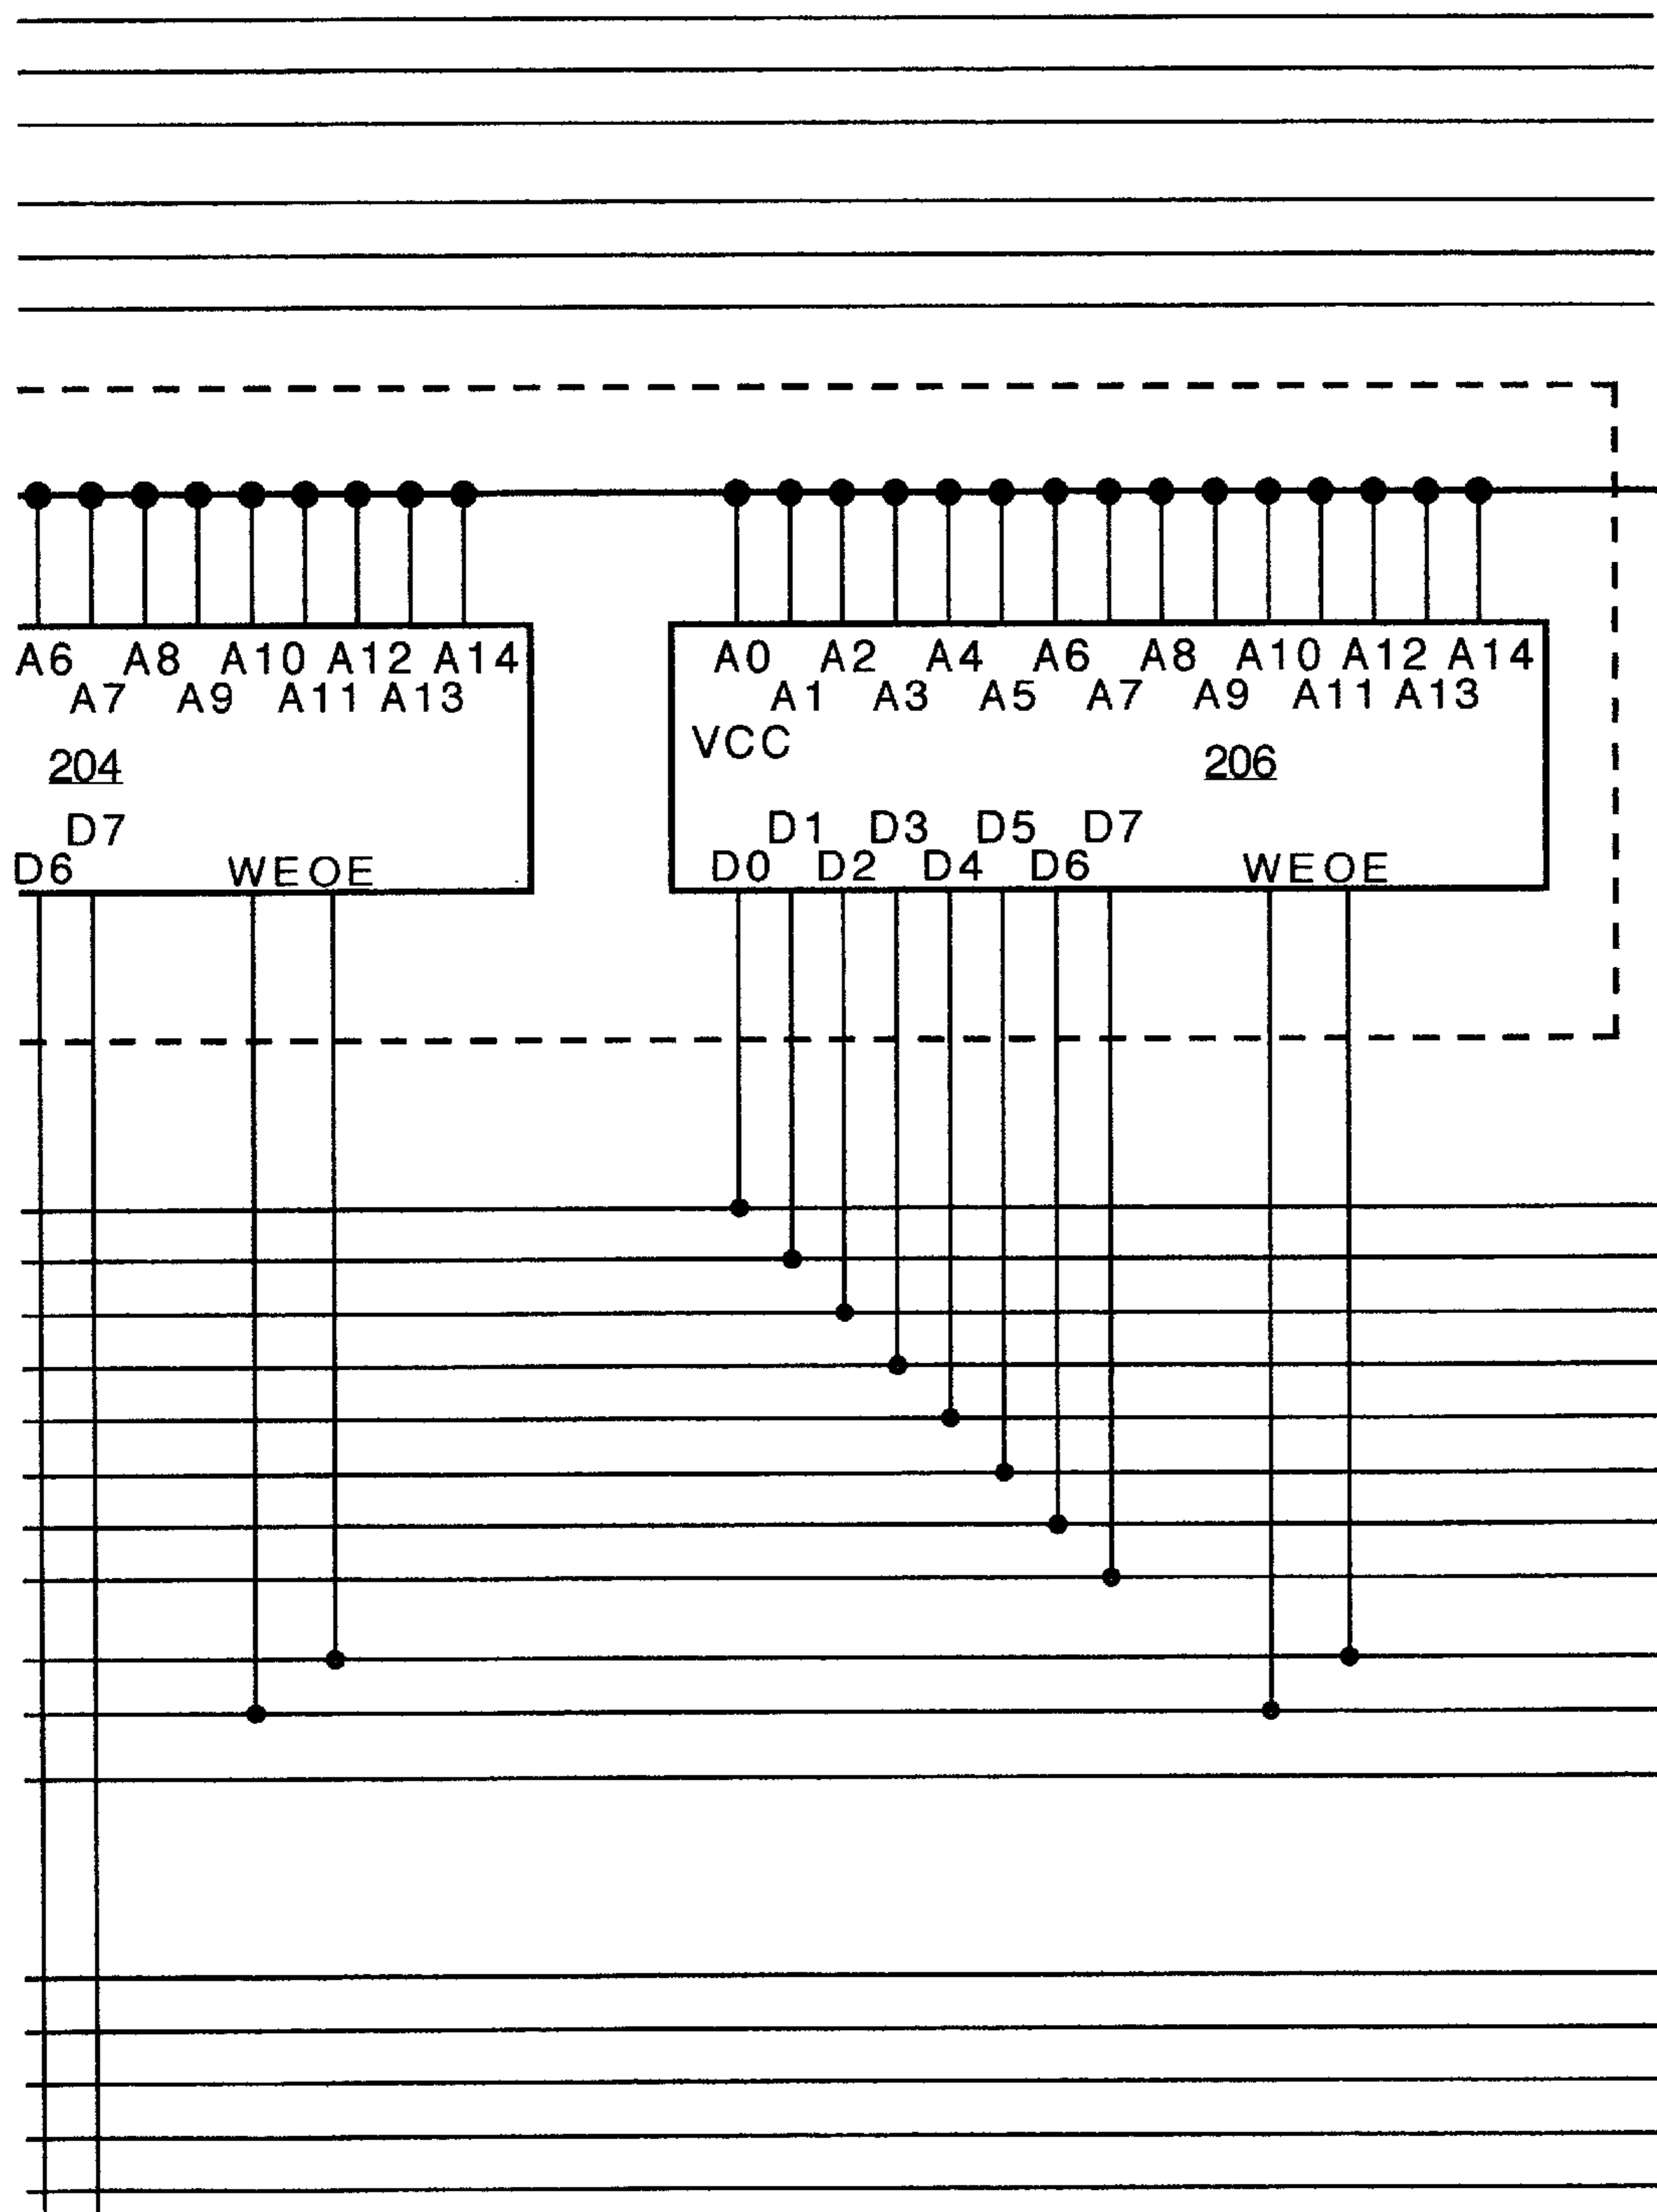 A6 A8 A10 A12 A14
A7 A9 A11 A13
204
D7
D6 WE OE
A0 A2 A4 A6 A8 A10 A12 A14
A1 A3 A5 A7 A9 A11 A13
VCC
206
D1 D3 D5 D7
D0 D2 D4 D6 WE OE